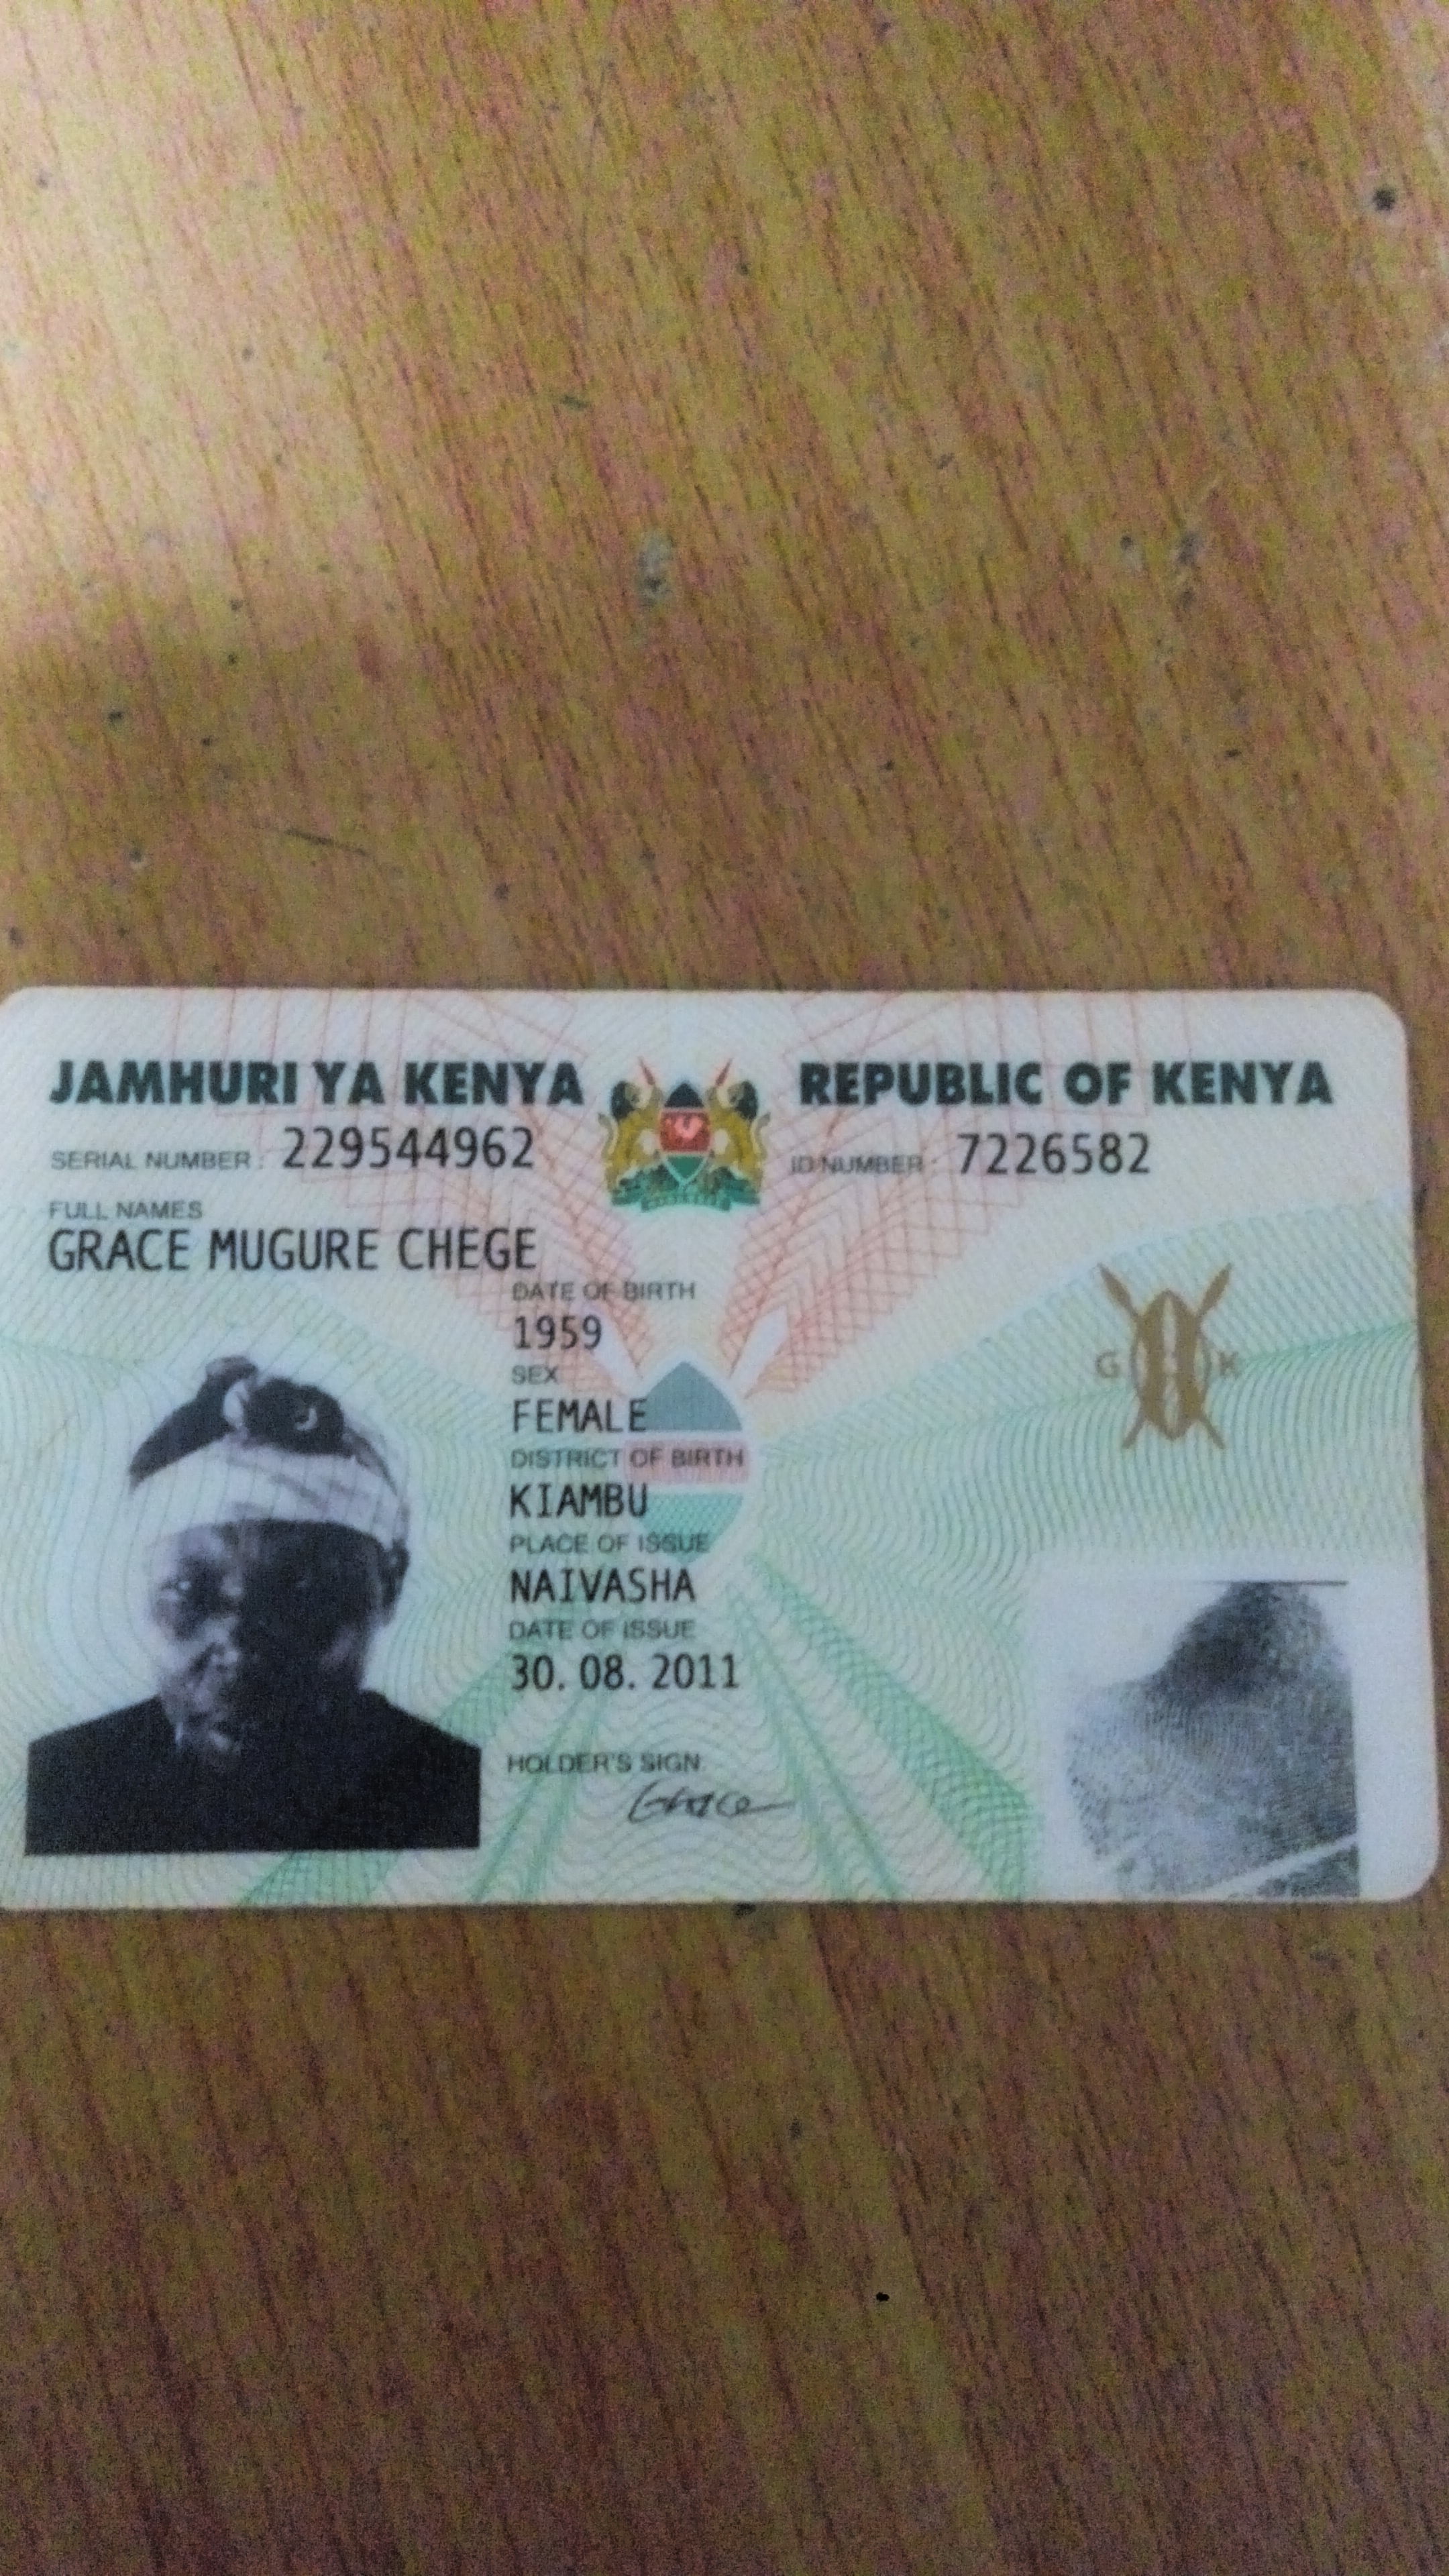 JAMHURI YA KENYA REPUBLIC OF KENYA
SERIAL NUMBER: 229544962 ID NUMBER: 7226582
FULL NAMES
GRACE MUGURE CHEGE
DATE OF BIRTH
1959
SEX
FEMALE
G K
DISTRICT OF BIRTH
KIAMBU
PLACE OF ISSUE
NAIVASHA
DATE OF ISSUE
30. 08. 2011
HOLDER'S SIGN
Grace